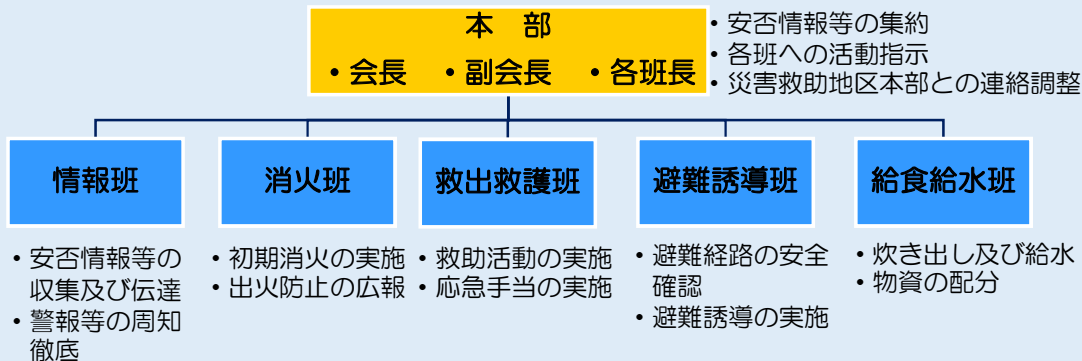 本 部
・会長 ・副会長 ・各班長
・安否情報等の集約
・各班への活動指示
・災害救助地区本部との連絡調整
情報班
・安否情報等の
収集及び伝達
・警報等の周知
徹底
消火班
・初期消火の実施
・出火防止の広報
救出救護班
・救助活動の実施
・応急手当の実施
避難誘導班
・避難経路の安全
確認
・避難誘導の実施
給食給水班
・炊き出し及び給水
・物資の配分